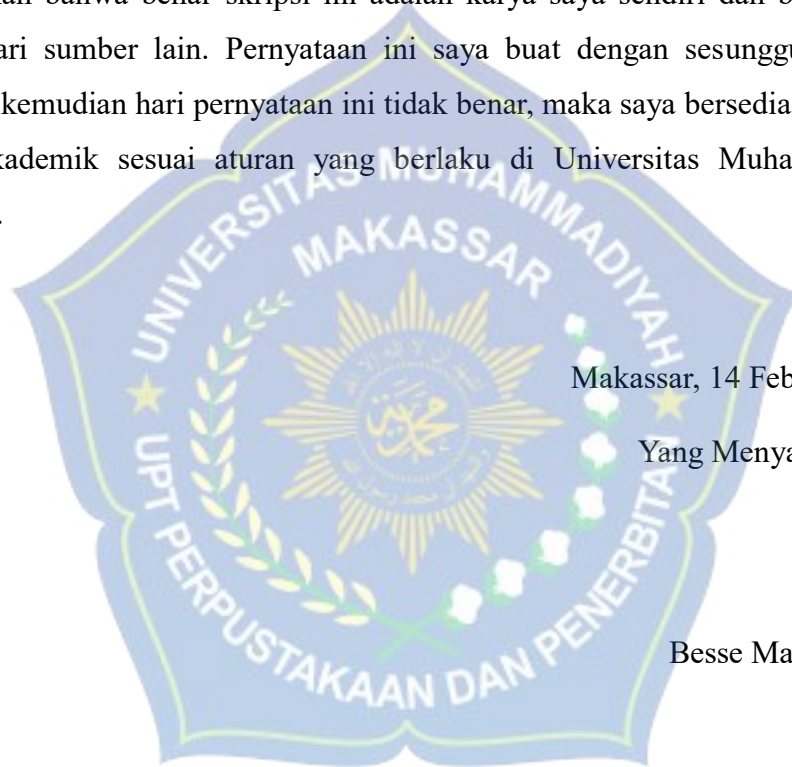 bahwa benar skripsi ini adalah karya saya sendiri dan b
ari sumber lain. Pernyataan ini saya buat dengan sesunggu
kemudian hari pernyataan ini tidak benar, maka saya bersedia
kademik sesuai aturan yang berlaku di Universitas Muha
.
UNIVERSITAS MUHAMMADIYAH
MAKASSAR
محمدية
Makassar, 14 Feb
Yang Menya
Besse Ma
UPT PERPUSTAKAAN DAN PENERBITAN